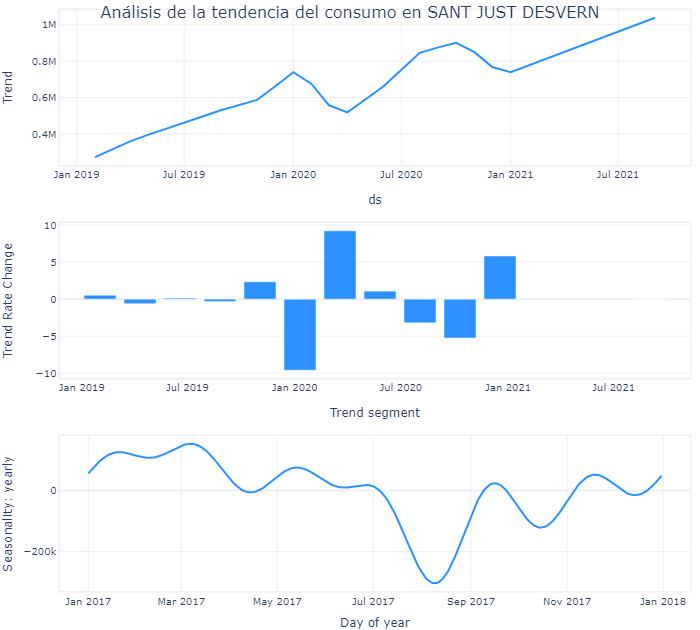 Análisis de la tendencia del consumo en SANT JUST DESVERN
1M
0.8M
0.6M
0.4M
Trend
Jan 2019 Jul 2019 Jan 2020 Jul 2020 Jan 2021 Jul 2021
ds
10
5
0
−5
−10
Trend Rate Change
Jan 2019 Jul 2019 Jan 2020 Jul 2020 Jan 2021 Jul 2021
Trend segment
0
−200k
Seasonality: yearly
Jan 2017 Mar 2017 May 2017 Jul 2017 Sep 2017 Nov 2017 Jan 2018
Day of year